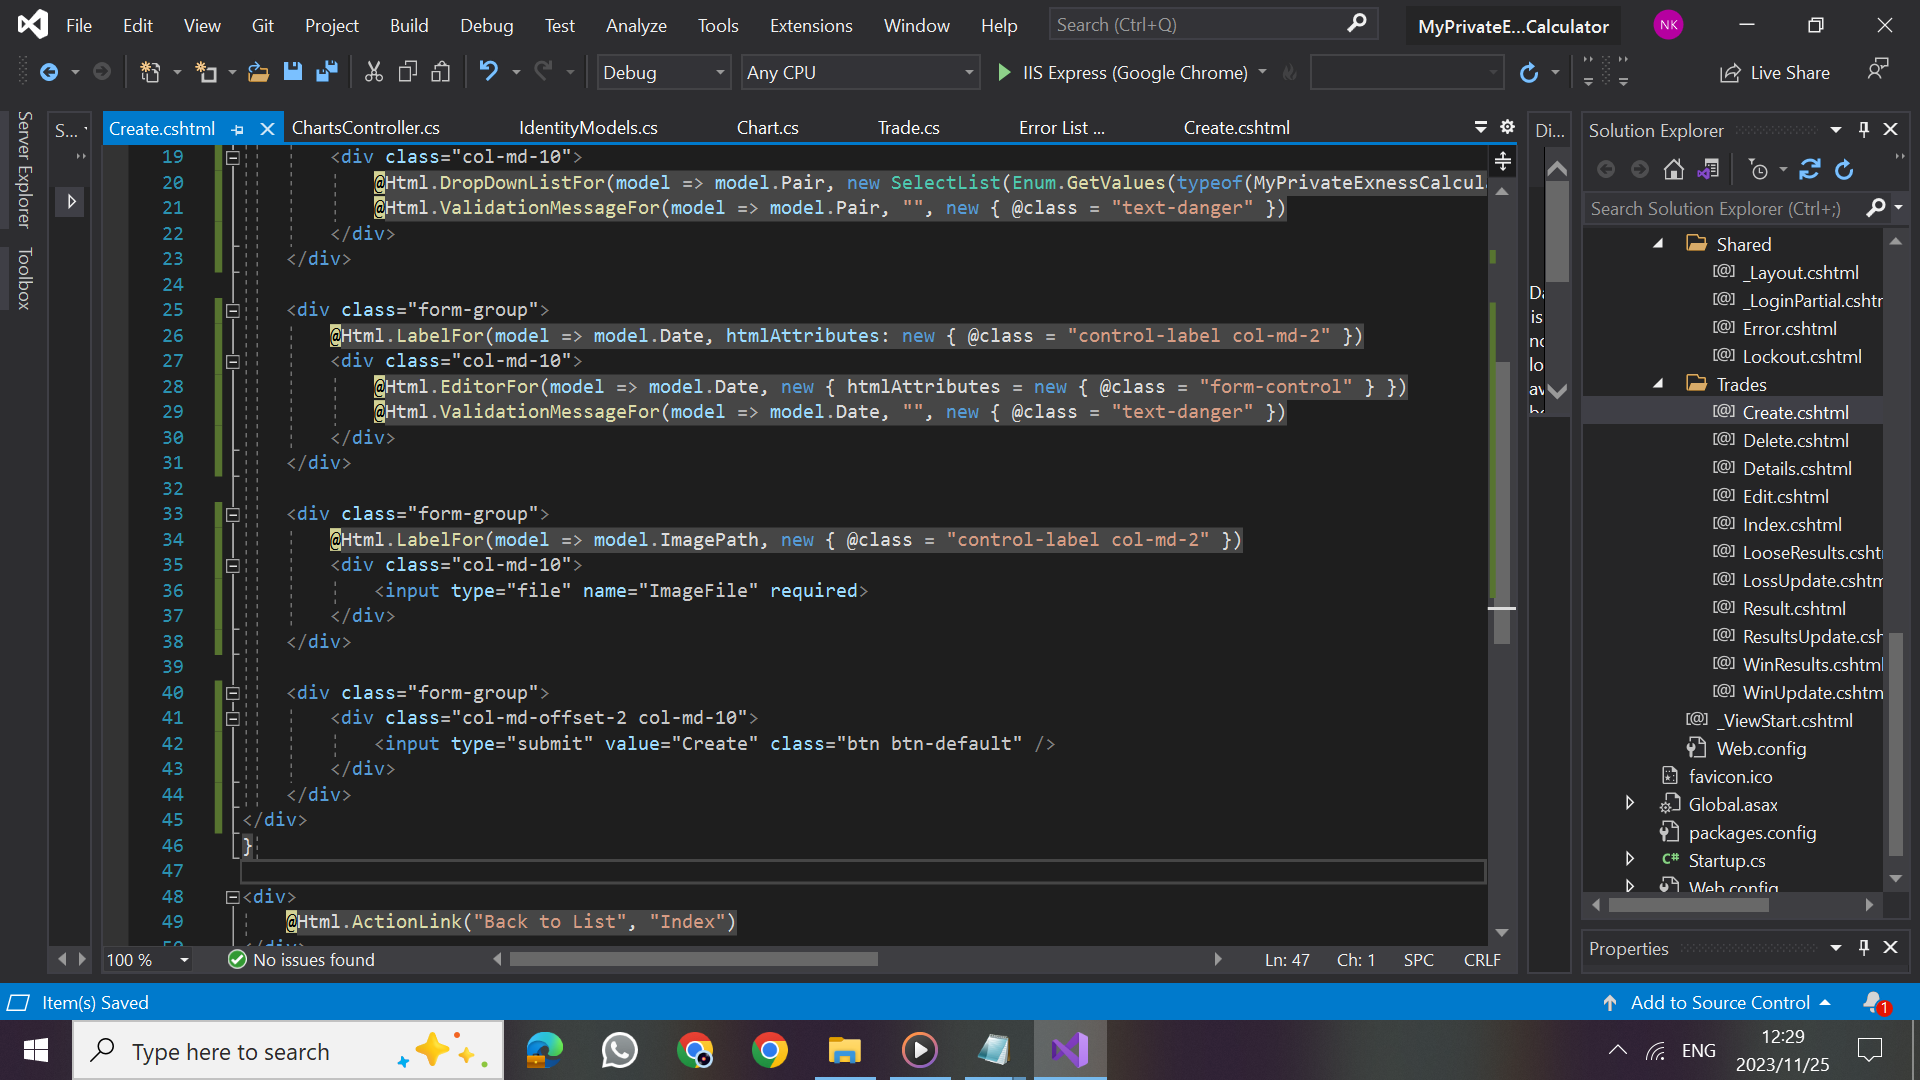 File Edit View Git Project Build Debug Test Analyze Tools Extensions Window Help Search (Ctrl+Q) MyPrivateE...Calculator NK
Debug Any CPU IIS Express (Google Chrome) Live Share
Server Explorer
Toolbox
S...
Create.cshtml ChartsController.cs IdentityModels.cs Chart.cs Trade.cs Error List ... Create.cshtml
19 <div class="col-md-10">
20 @Html.DropDownListFor(model => model.Pair, new SelectList(Enum.GetValues(typeof(MyPrivateExnessCalcul
21 @Html.ValidationMessageFor(model => model.Pair, "", new { @class = "text-danger" })
22 </div>
23 </div>
24
25 <div class="form-group">
26 @Html.LabelFor(model => model.Date, htmlAttributes: new { @class = "control-label col-md-2" })
27 <div class="col-md-10">
28 @Html.EditorFor(model => model.Date, new { htmlAttributes = new { @class = "form-control" } })
29 @Html.ValidationMessageFor(model => model.Date, "", new { @class = "text-danger" })
30 </div>
31 </div>
32
33 <div class="form-group">
34 @Html.LabelFor(model => model.ImagePath, new { @class = "control-label col-md-2" })
35 <div class="col-md-10">
36 <input type="file" name="ImageFile" required>
37 </div>
38 </div>
39
40 <div class="form-group">
41 <div class="col-md-offset-2 col-md-10">
42 <input type="submit" value="Create" class="btn btn-default" />
43 </div>
44 </div>
45 </div>
46 }
47
48 <div>
49 @Html.ActionLink("Back to List", "Index")
50 </div>
100 % No issues found Ln: 47 Ch: 1 SPC CRLF
Di...
Da
is
no
lo
av
Solution Explorer
Search Solution Explorer (Ctrl+;)
Shared
_Layout.cshtml
_LoginPartial.cshtr
Error.cshtml
Lockout.cshtml
Trades
Create.cshtml
Delete.cshtml
Details.cshtml
Edit.cshtml
Index.cshtml
LooseResults.csht
LossUpdate.cshtm
Result.cshtml
ResultsUpdate.csh
WinResults.cshtml
WinUpdate.cshtm
_ViewStart.cshtml
Web.config
favicon.ico
Global.asax
packages.config
C# Startup.cs
Web.config
Properties
Item(s) Saved Add to Source Control 1
Type here to search ENG 12:29
2023/11/25